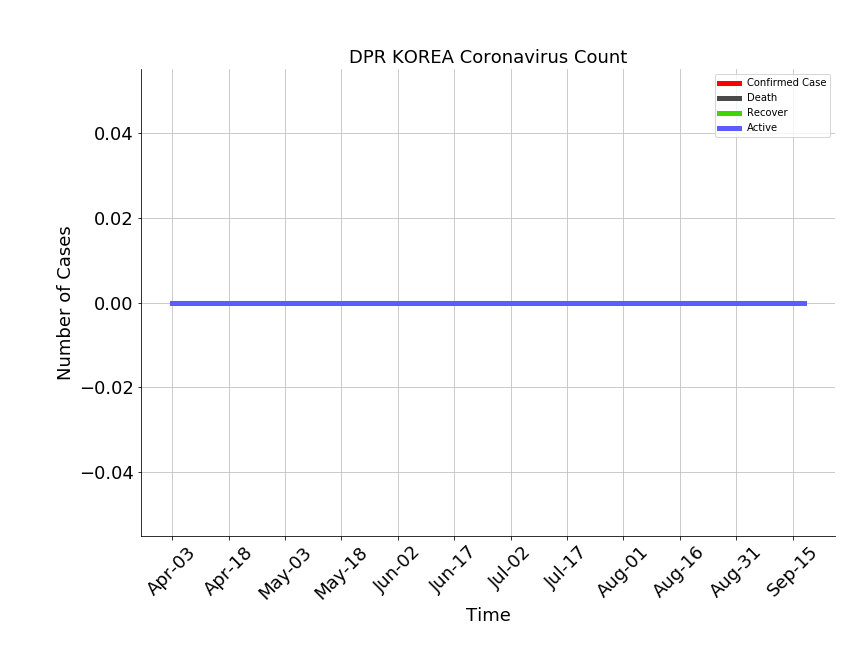 DPR KOREA Coronavirus Count
Confirmed Case
Death
Recover
Active
0.04
0.02
0.00
−0.02
−0.04
Number of Cases
Apr-03
Apr-18
May-03
May-18
Jun-02
Jun-17
Jul-02
Jul-17
Aug-01
Aug-16
Aug-31
Sep-15
Time